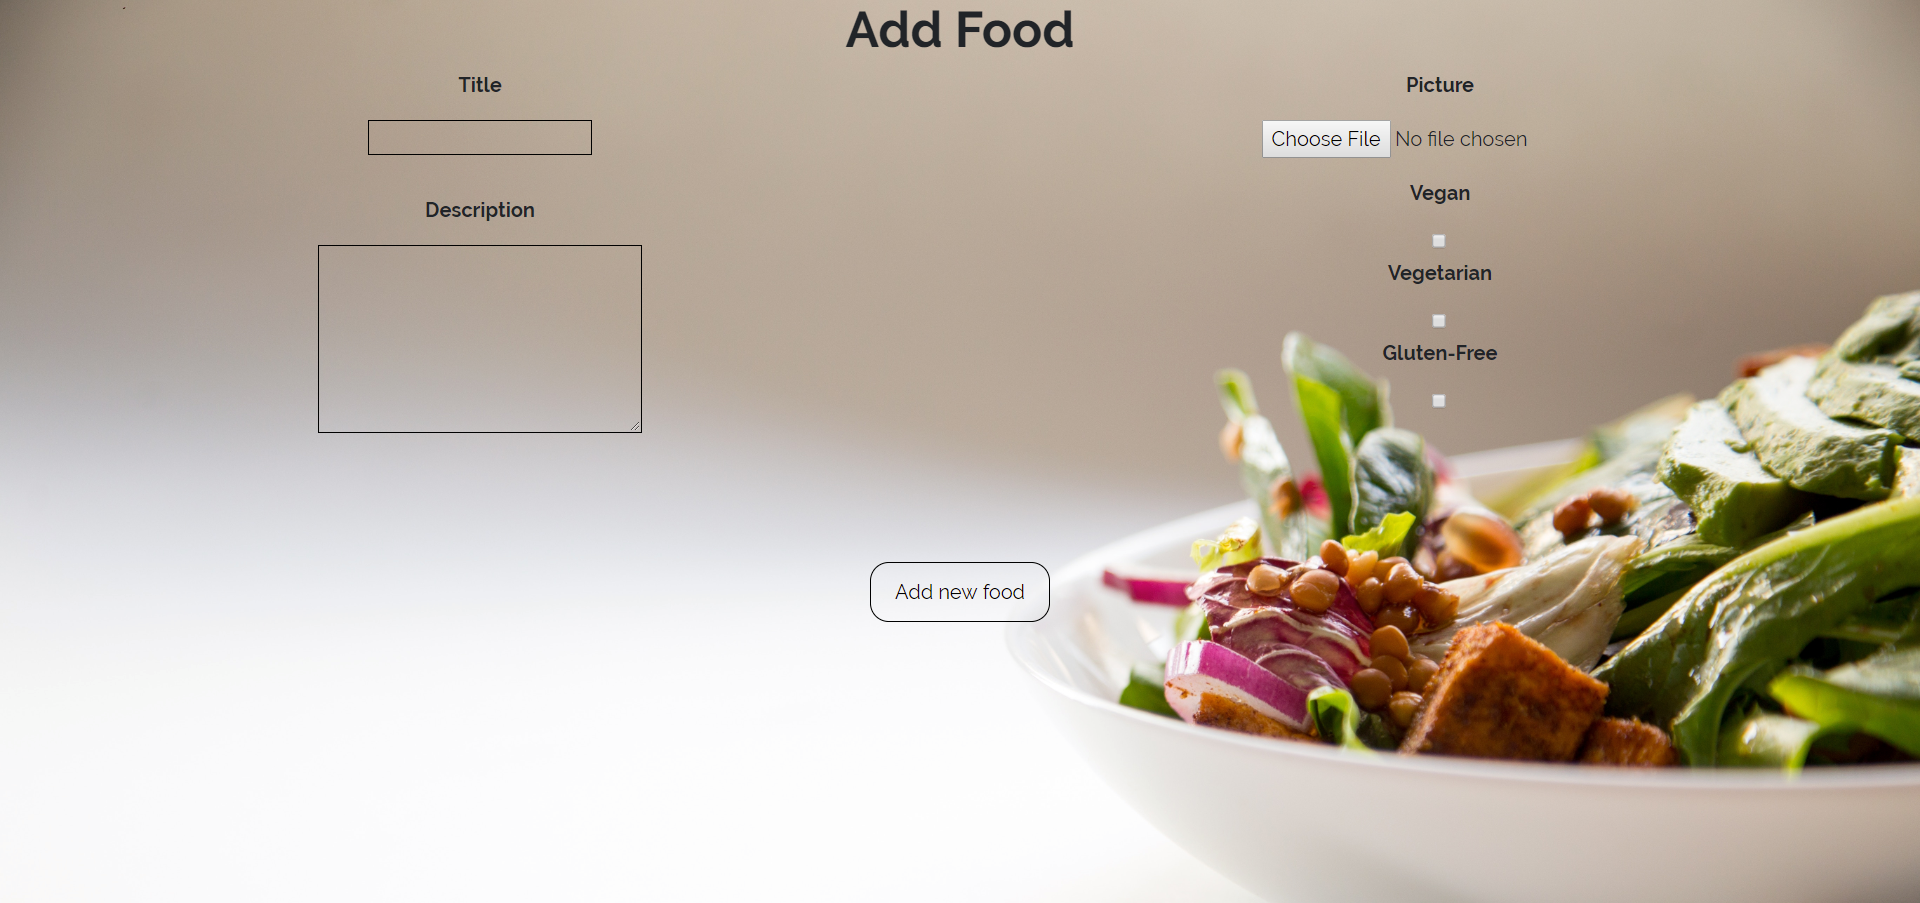 Add Food
Title
Description
Picture
Choose File No file chosen
Vegan
Vegetarian
Gluten-Free
Add new food